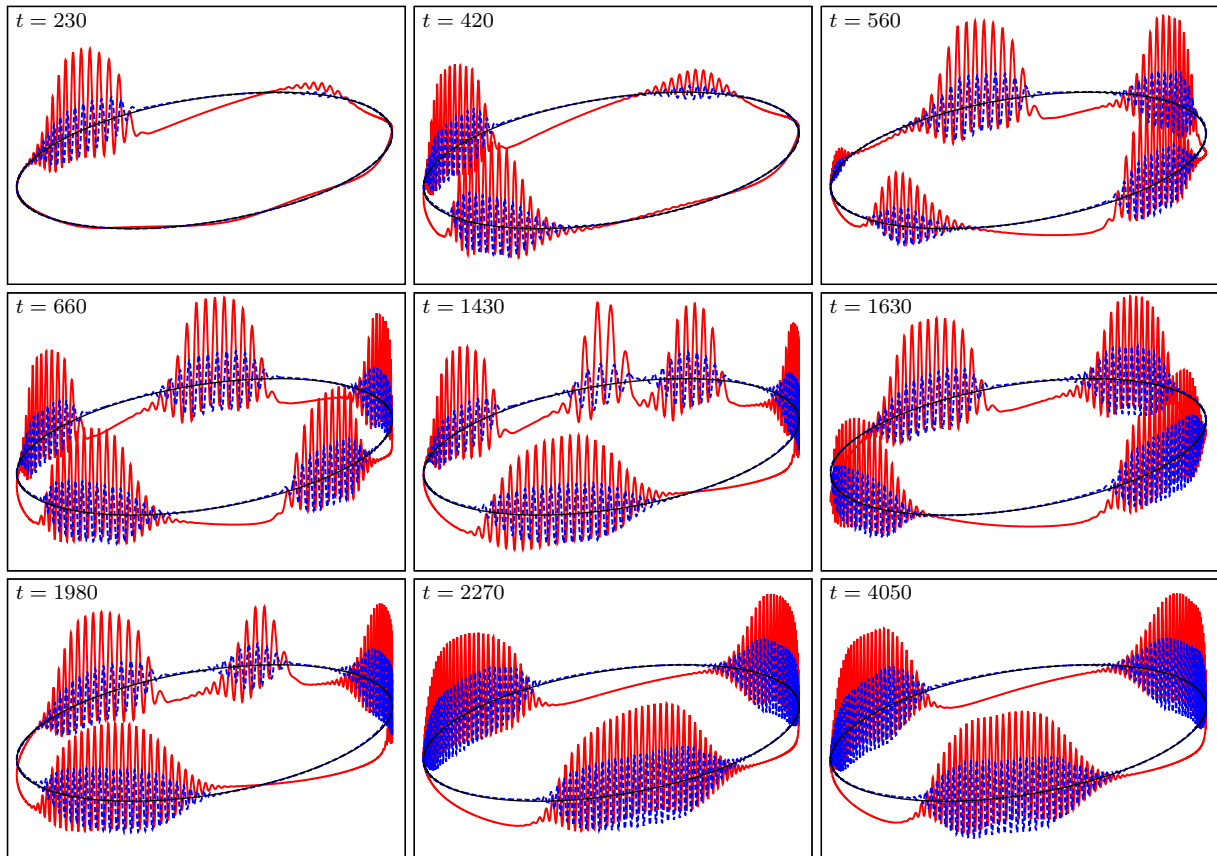 t = 230
t = 420
t = 560
t = 660
t = 1430
t = 1630
t = 1980
t = 2270
t = 4050